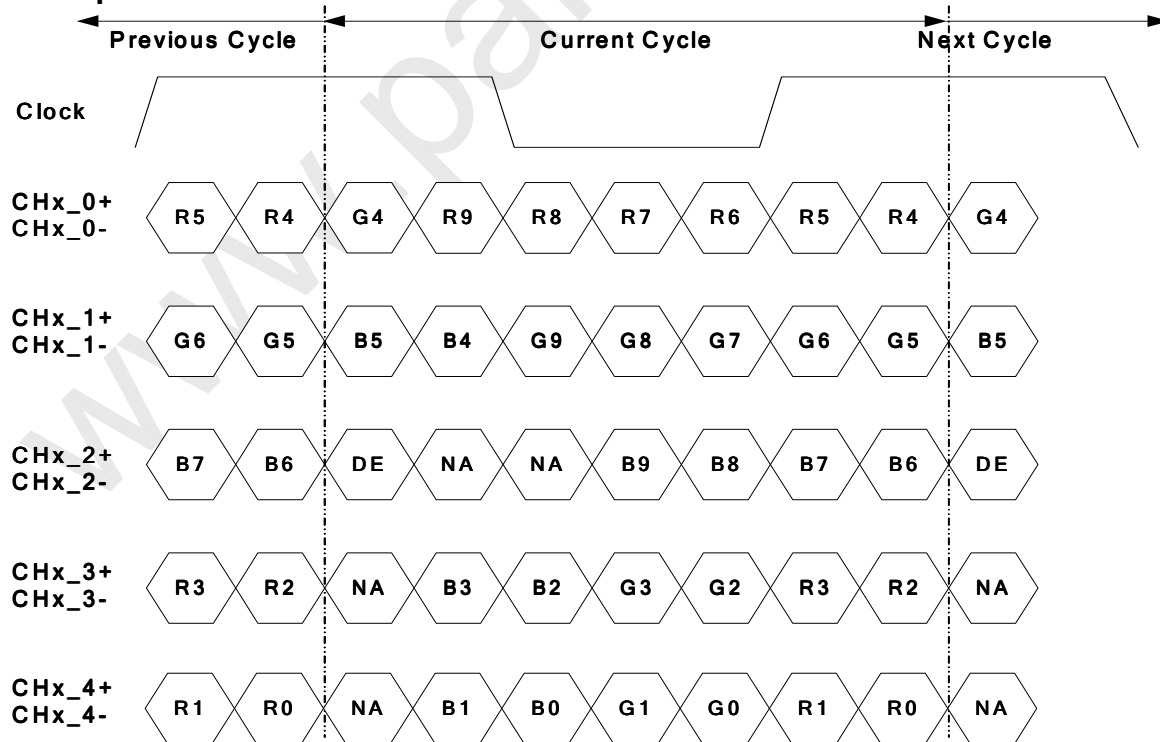 Previous Cycle Current Cycle Next Cycle
Clock
CHx_0+
CHx_0-
R5 R4 G4 R9 R8 R7 R6 R5 R4 G4
CHx_1+
CHx_1-
G6 G5 B5 B4 G9 G8 G7 G6 G5 B5
CHx_2+
CHx_2-
B7 B6 DE NA NA B9 B8 B7 B6 DE
CHx_3+
CHx_3-
R3 R2 NA B3 B2 G3 G2 R3 R2 NA
CHx_4+
CHx_4-
R1 R0 NA B1 B0 G1 G0 R1 R0 NA
www.pa